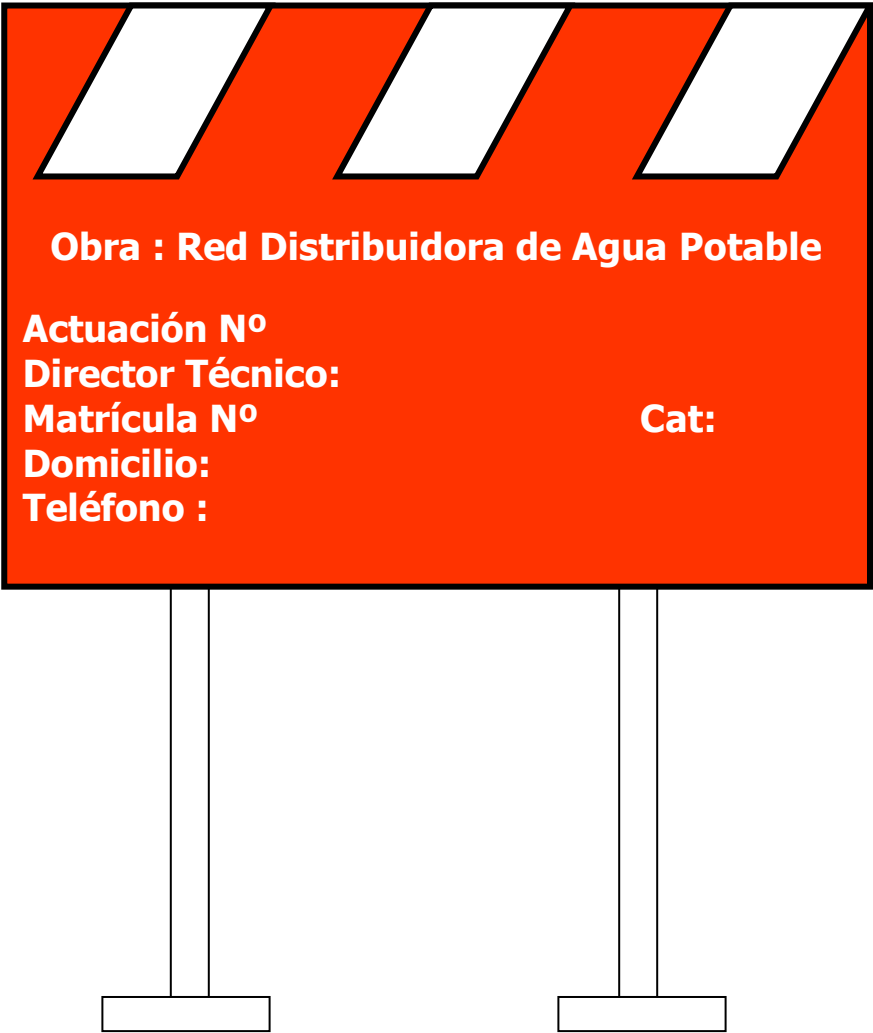 Obra : Red Distribuidora de Agua Potable
Actuación Nº
Director Técnico:
Matrícula Nº Cat:
Domicilio:
Teléfono :